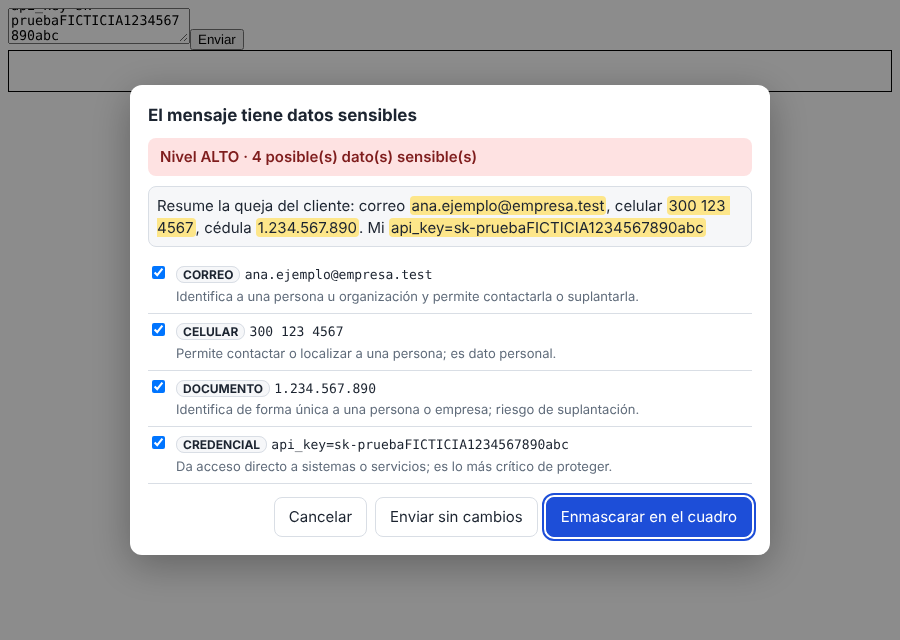 pruebaFICTICIA1234567
890abc
Enviar
El mensaje tiene datos sensibles
Nivel ALTO · 4 posible(s) dato(s) sensible(s)
Resume la queja del cliente: correo ana.ejemplo@empresa.test, celular 300 123
4567, cédula 1.234.567.890. Mi api_key=sk-pruebaFICTICIA1234567890abc
CORREO ana.ejemplo@empresa.test
Identifica a una persona u organización y permite contactarla o suplantarla.
CELULAR 300 123 4567
Permite contactar o localizar a una persona; es dato personal.
DOCUMENTO 1.234.567.890
Identifica de forma única a una persona o empresa; riesgo de suplantación.
CREDENCIAL api_key=sk-pruebaFICTICIA1234567890abc
Da acceso directo a sistemas o servicios; es lo más crítico de proteger.
Cancelar
Enviar sin cambios
Enmascarar en el cuadro